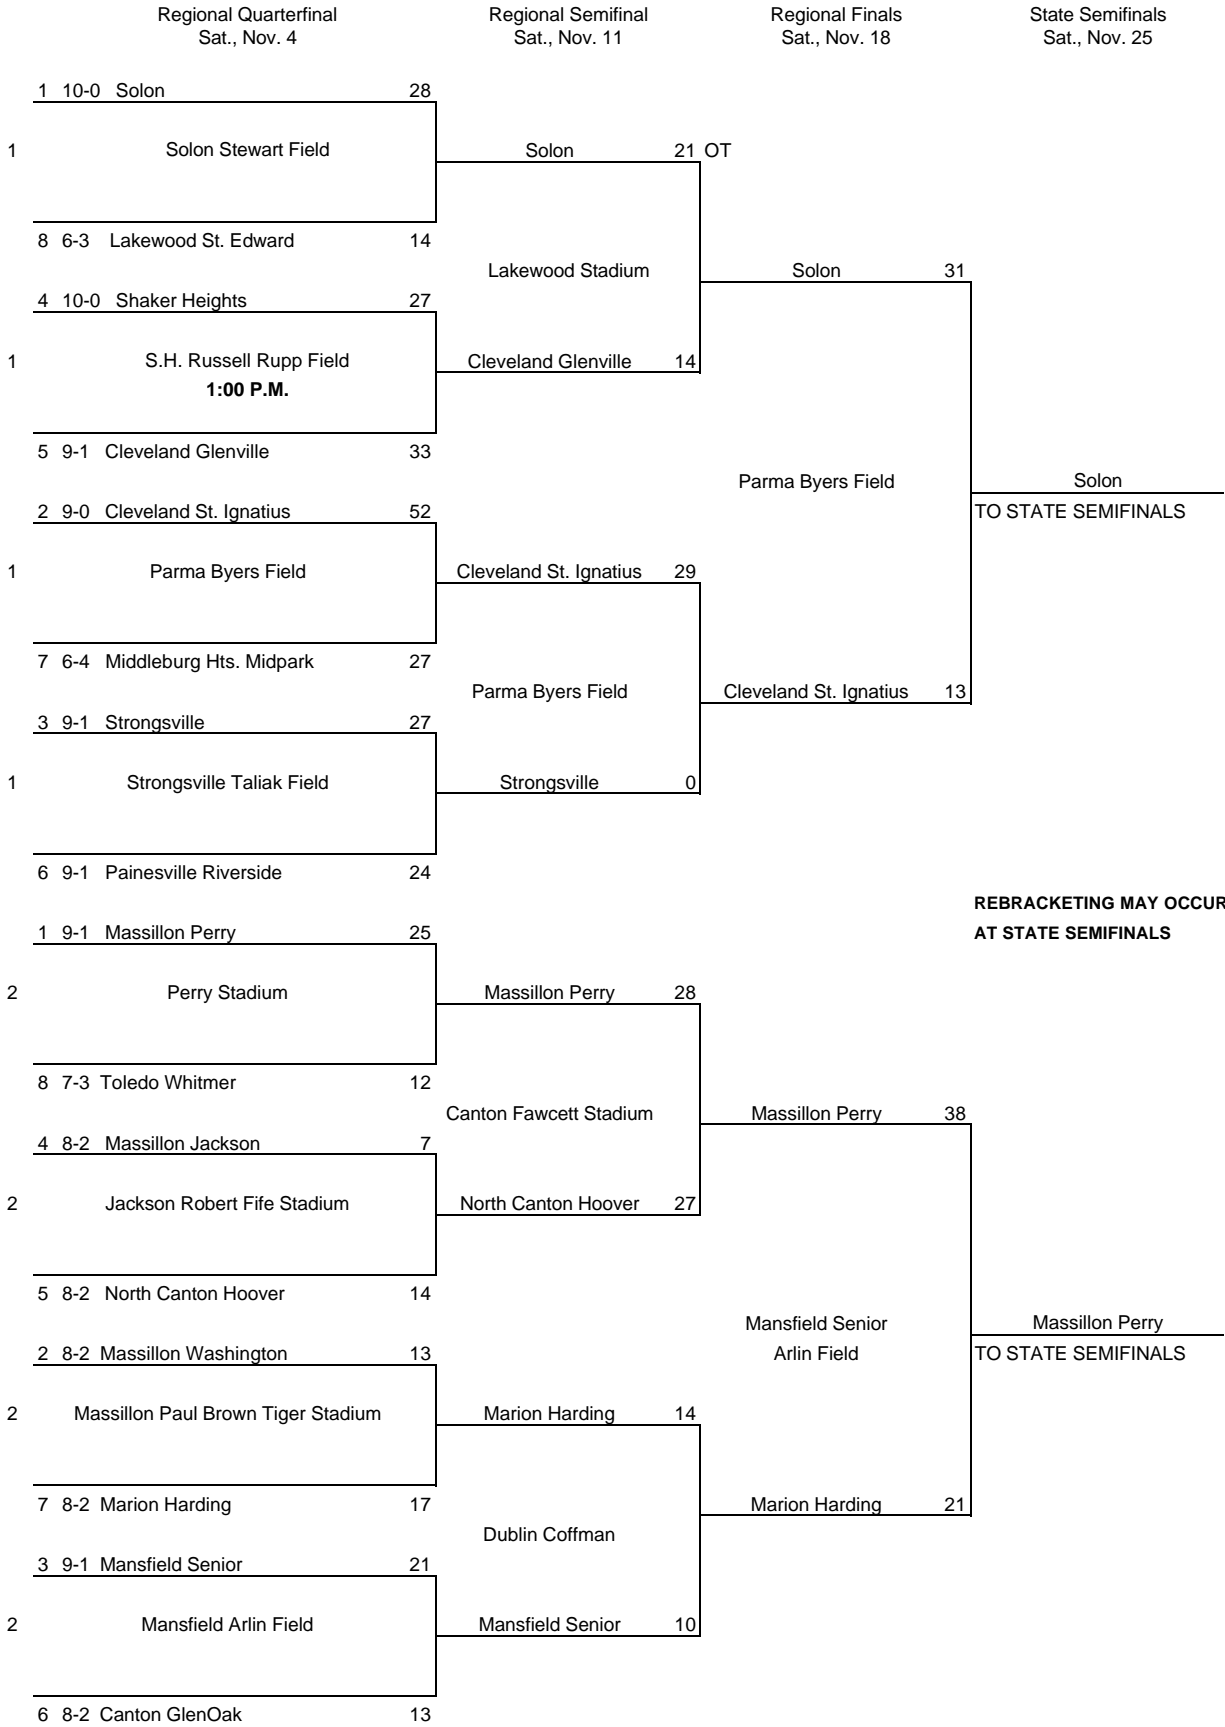 Regional Quarterfinal Regional Semifinal Regional Finals State Semifinals
Sat., Nov. 4 Sat., Nov. 11 Sat., Nov. 18 Sat., Nov. 25
1 10-0 Solon 28
1 Solon Stewart Field Solon 21 OT
8 6-3 Lakewood St. Edward 14
Lakewood Stadium Solon 31
4 10-0 Shaker Heights 27
1 S.H. Russell Rupp Field Cleveland Glenville 14
1:00 P.M.
5 9-1 Cleveland Glenville 33
Parma Byers Field Solon
2 9-0 Cleveland St. Ignatius 52 TO STATE SEMIFINALS
1 Parma Byers Field Cleveland St. Ignatius 29
7 6-4 Middleburg Hts. Midpark 27
Parma Byers Field Cleveland St. Ignatius 13
3 9-1 Strongsville 27
1 Strongsville Taliak Field Strongsville 0
6 9-1 Painesville Riverside 24
REBRACKETING MAY OCCUR
1 9-1 Massillon Perry 25 AT STATE SEMIFINALS
2 Perry Stadium Massillon Perry 28
8 7-3 Toledo Whitmer 12
Canton Fawcett Stadium Massillon Perry 38
4 8-2 Massillon Jackson 7
2 Jackson Robert Fife Stadium North Canton Hoover 27
5 8-2 North Canton Hoover 14
Mansfield Senior Massillon Perry
2 8-2 Massillon Washington 13 Arlin Field TO STATE SEMIFINALS
2 Massillon Paul Brown Tiger Stadium Marion Harding 14
7 8-2 Marion Harding 17 Marion Harding 21
Dublin Coffman
3 9-1 Mansfield Senior 21
2 Mansfield Arlin Field Mansfield Senior 10
6 8-2 Canton GlenOak 13